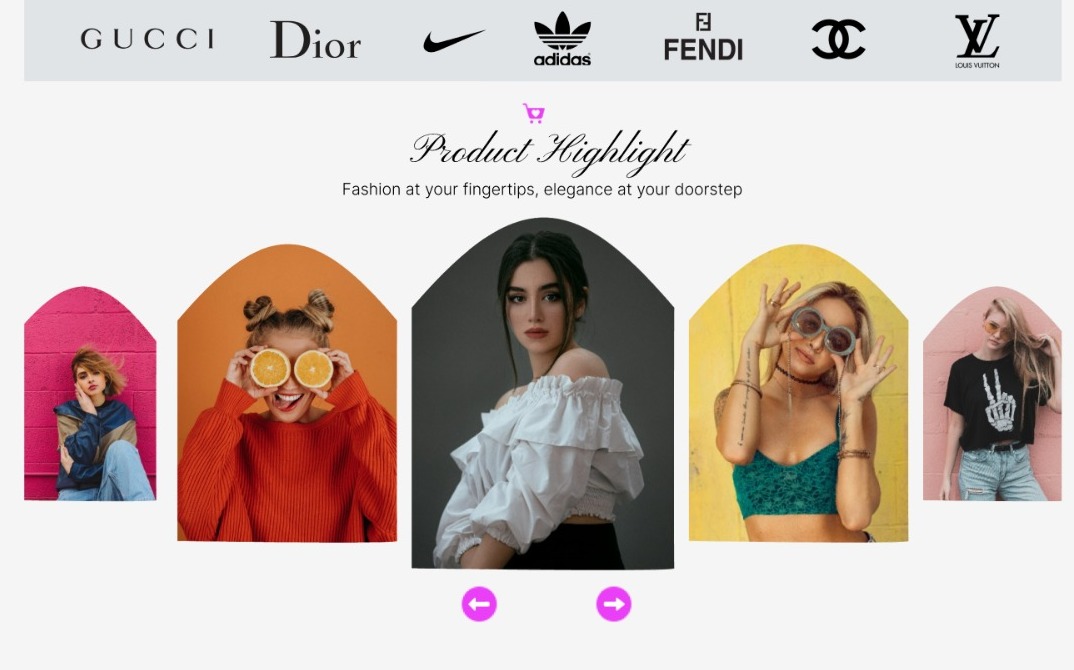 GUCCI
Dior
adidas
FENDI
LOUIS VUITTON
Product Highlight
Fashion at your fingertips, elegance at your doorstep